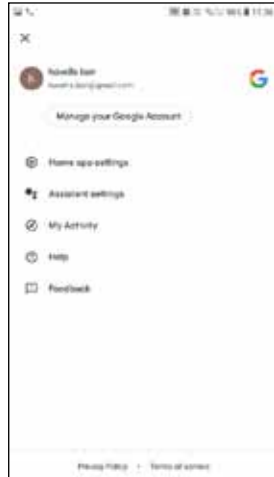 Manage your Google Account
Home app settings
Assistant settings
My Activity
Help
Feedback
Privacy Policy • Terms of service